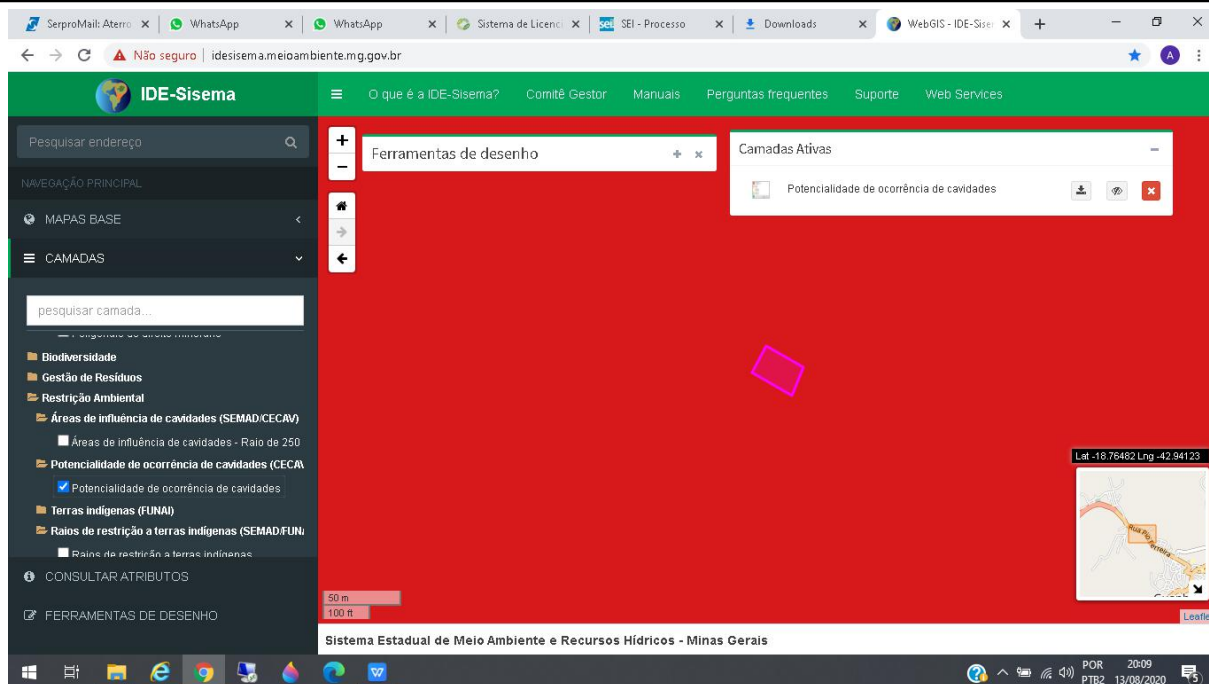 SerproMail: Aterro
WhatsApp
WhatsApp
Sistema de Licenci
SEI - Processo
Downloads
WebGIS - IDE-Siser
Não seguro | idesisema.meioambiente.mg.gov.br
A
IDE-Sisema
O que é a IDE-Sisema? Comitê Gestor Manuais Perguntas frequentes Suporte Web Services
Pesquisar endereço
NAVEGAÇÃO PRINCIPAL
MAPAS BASE
CAMADAS
pesquisar camada...
Biodiversidade
Gestão de Resíduos
Restrição Ambiental
Áreas de influência de cavidades (SEMAD/CECAV)
Áreas de influência de cavidades - Raio de 250
Potencialidade de ocorrência de cavidades (CECAV
Potencialidade de ocorrência de cavidades
Terras indígenas (FUNAI)
Raios de restrição a terras indígenas (SEMAD/FUNA
Raios de restrição a terras indígenas
CONSULTAR ATRIBUTOS
FERRAMENTAS DE DESENHO
Ferramentas de desenho
Camadas Ativas
Potencialidade de ocorrência de cavidades
Lat -18.76482 Lng -42.94123
Rua Pio Ferreira
50 m
100 ft
Leafle
Sistema Estadual de Meio Ambiente e Recursos Hídricos - Minas Gerais
POR
PTB2
20:09
13/08/2020
5